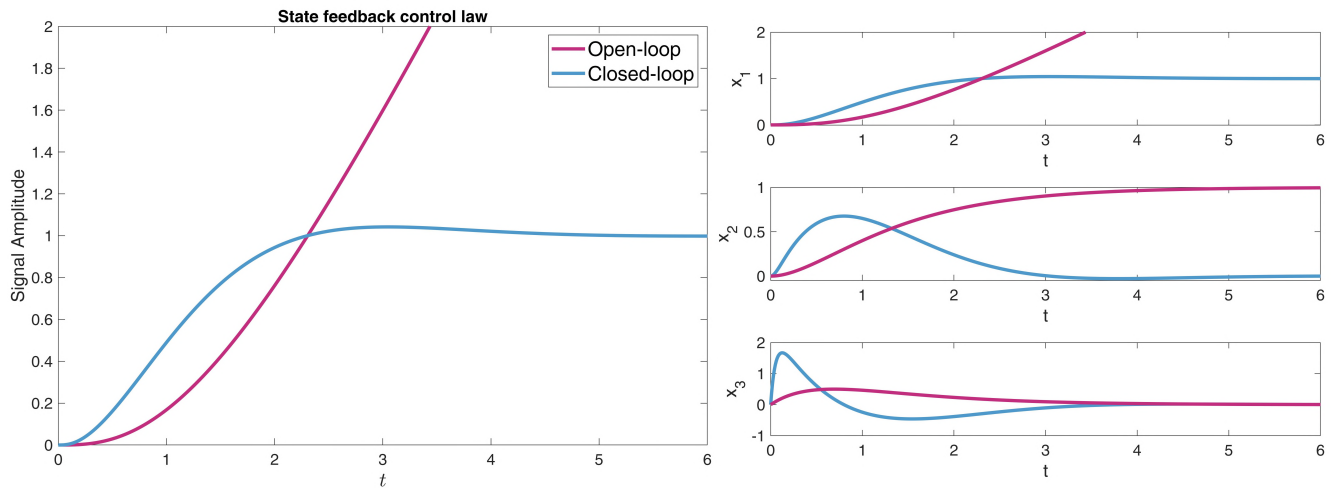 State feedback control law
Open-loop
Closed-loop
Signal Amplitude
2
1.8
1.6
1.4
1.2
1
0.8
0.6
0.4
0.2
0
0 1 2 3 4 5 6
t
x1
2
1
0
0 1 2 3 4 5 6
t
x2
1
0.5
0
0 1 2 3 4 5 6
t
x3
2
1
0
-1
0 1 2 3 4 5 6
t